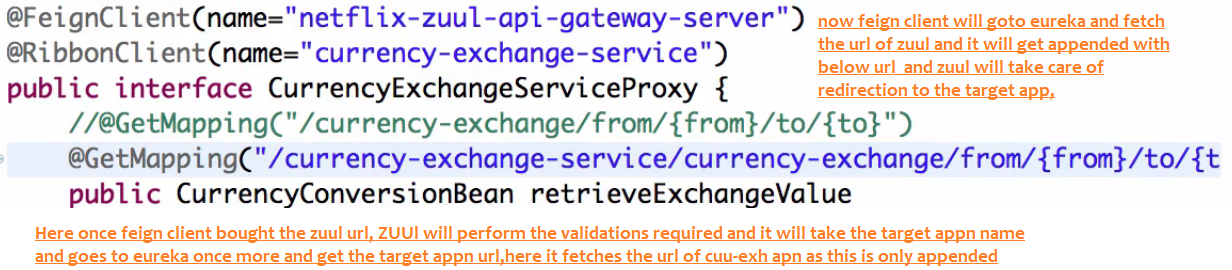 @FeignClient(name="netflix-zuul-api-gateway-server")
@RibbonClient(name="currency-exchange-service")
public interface CurrencyExchangeServiceProxy {
//@GetMapping("/currency-exchange/from/{from}/to/{to}")
@GetMapping("/currency-exchange-service/currency-exchange/from/{from}/to/{t
public CurrencyConversionBean retrieveExchangeValue
now feign client will goto eureka and fetch
the url of zuul and it will get appended with
below url  and zuul will take care of
redirection to the target app,
Here once feign client bought the zuul url, ZUUl will perform the validations required and it will take the target appn name
and goes to eureka once more and get the target appn url,here it fetches the url of cuu-exh apn as this is only appended